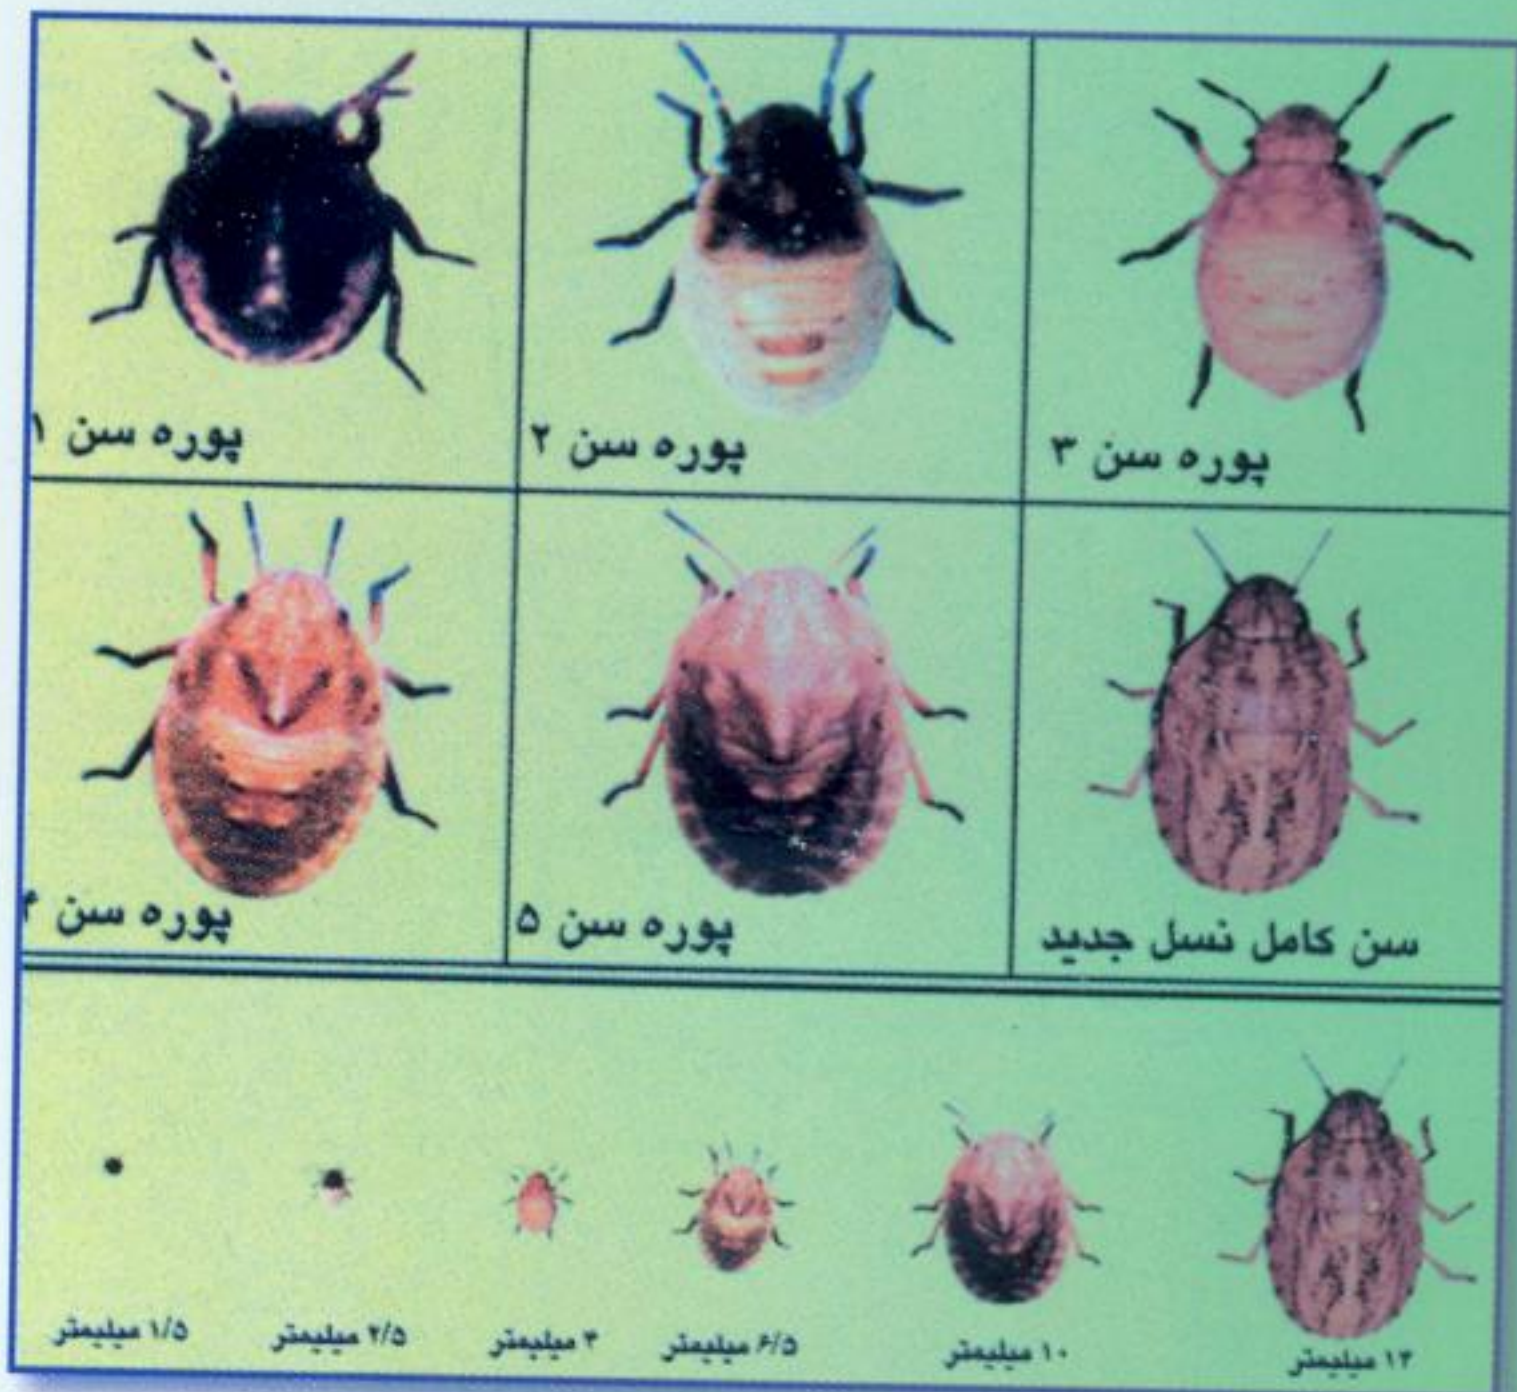 پوره سن ۱
پوره سن ۲
پوره سن ۳
پوره سن ۴
پوره سن ۵
سن کامل نسل جدید
۱/۵ میلیمتر
۲/۵ میلیمتر
میلیمتر
۶/۵ میلیمتر
۱۰ میلیمتر
۱۲ میلیمتر